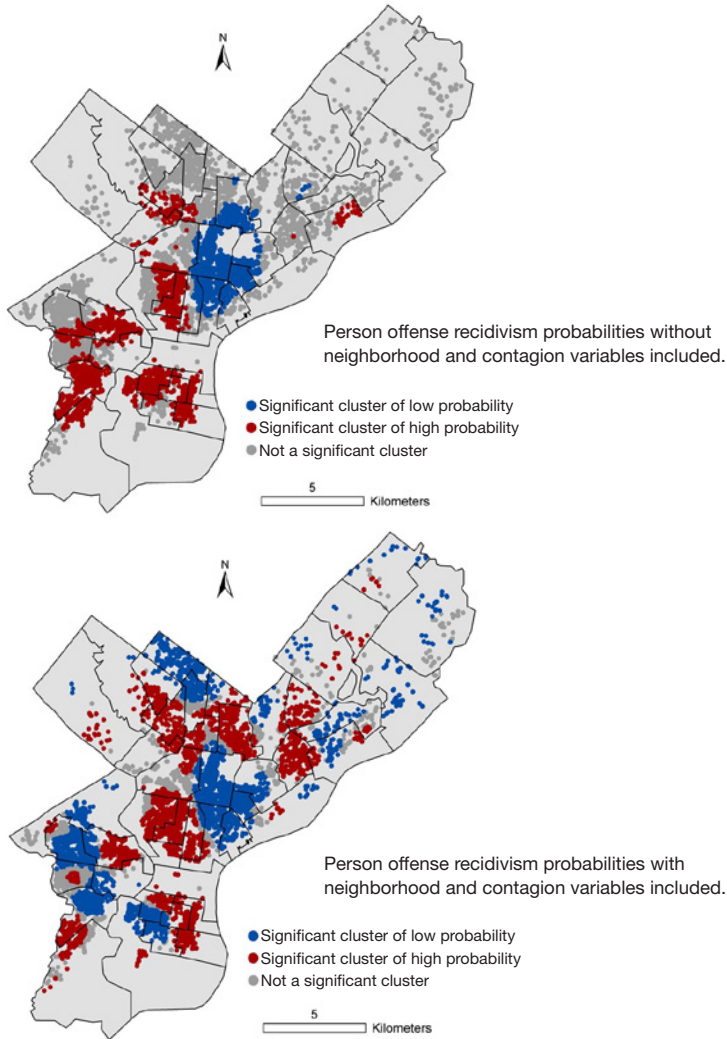 N
Person offense recidivism probabilities without
neighborhood and contagion variables included.
Significant cluster of low probability
Significant cluster of high probability
Not a significant cluster
5
Kilometers
N
Person offense recidivism probabilities with
neighborhood and contagion variables included.
Significant cluster of low probability
Significant cluster of high probability
Not a significant cluster
5
Kilometers